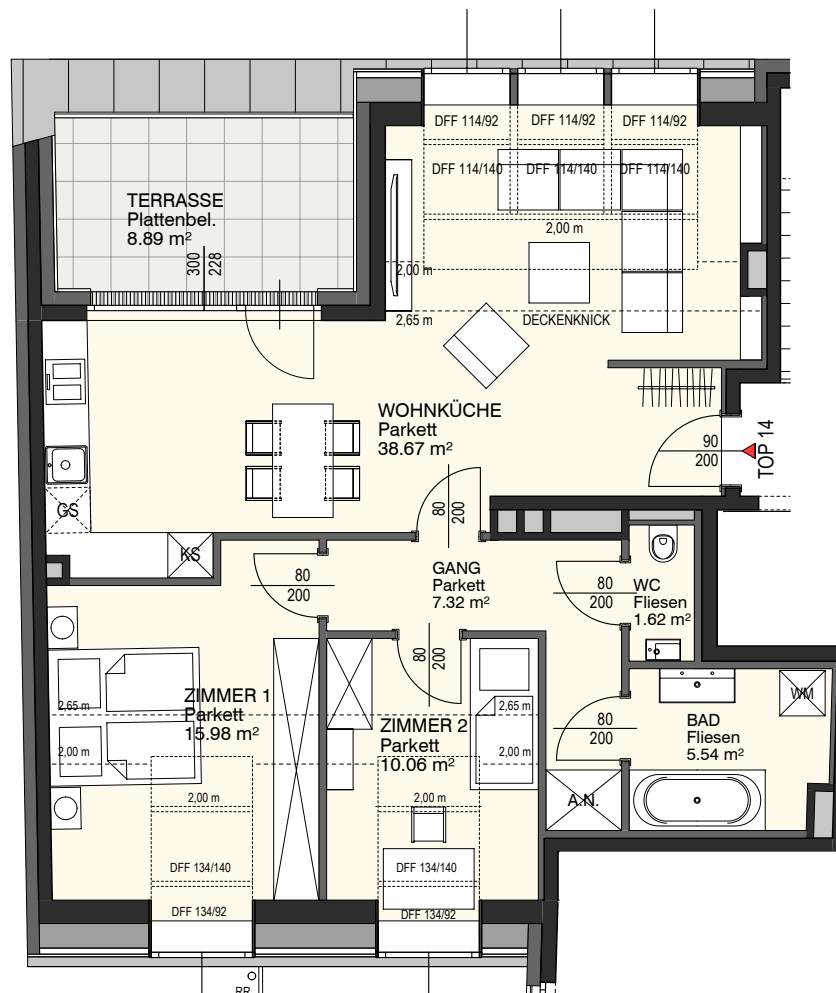 DFF 114/92
DFF 114/92
DFF 114/92
DFF 114/140
DFF 114/140
DFF 114/140
TERRASSE
Plattenbel.
8.89 m²
300
228
2,00 m
2,00 m
2,65 m
DECKENKNICK
WOHNKÜCHE
Parkett
38.67 m²
90
200
TOP 14
GS
KS
80
200
GANG
Parkett
7.32 m²
80
200
80
200
WC
Fliesen
1.62 m²
80
200
ZIMMER 1
Parkett
15.98 m²
2,65 m
2,00 m
2,00 m
ZIMMER 2
Parkett
10.06 m²
2,65 m
2,00 m
2,00 m
80
200
BAD
Fliesen
5.54 m²
WM
A.N.
DFF 134/140
DFF 134/140
DFF 134/92
DFF 134/92
RR